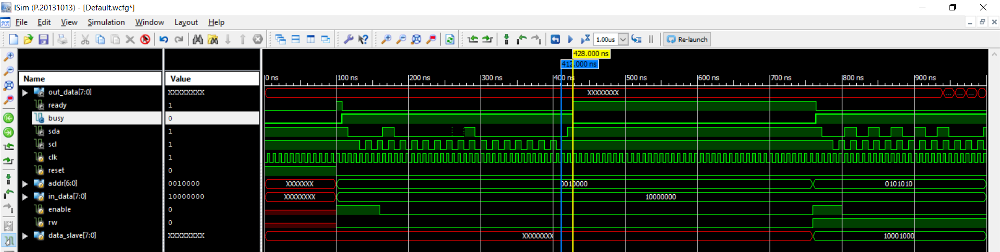 ISim (P.20131013) - [Default.wcfg*]
File Edit View Simulation Window Layout Help
1.00us Re-launch
428.000 ns
412.000 ns
Name Value 0 ns 100 ns 200 ns 300 ns 400 ns 500 ns 600 ns 700 ns 800 ns 900 ns
out_data[7:0] XXXXXXXX XXXXXXXX ... ... ...
ready 1
busy 0
sda 1
scl 1
clk 1
reset 0
addr[6:0] 0010000 XXXXXXX 0010000 0101010
in_data[7:0] 10000000 XXXXXXXX 10000000
enable 0
rw 0
data_slave[7:0] XXXXXXXX XXXXXXXX 10001000